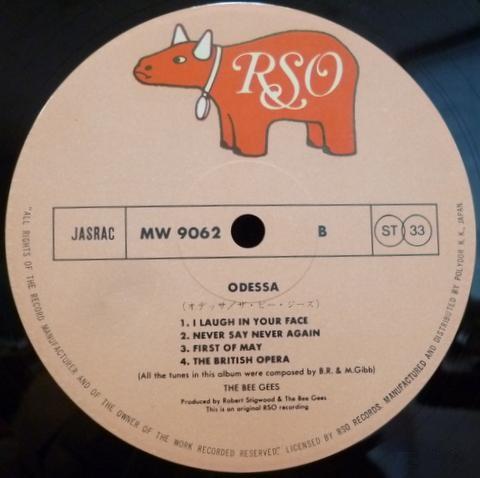 RSO
JASRAC MW 9062 B ST 33
ODESSA
(オデッサ/ザ・ビー・ジーズ)
1. I LAUGH IN YOUR FACE
2. NEVER SAY NEVER AGAIN
3. FIRST OF MAY
4. THE BRITISH OPERA
(All the tunes in this album were composed by B.R. & M.Gibb)
THE BEE GEES
Produced by Robert Stigwood & The Bee Gees
This is an original RSO recording
"ALL RIGHTS OF THE RECORD MANUFACTURER AND OF THE OWNER OF THE WORK RECORDED RESERVED." LICENSED BY RSO RECORDS. MANUFACTURED AND DISTRIBUTED BY POLYDOR K. K., JAPAN